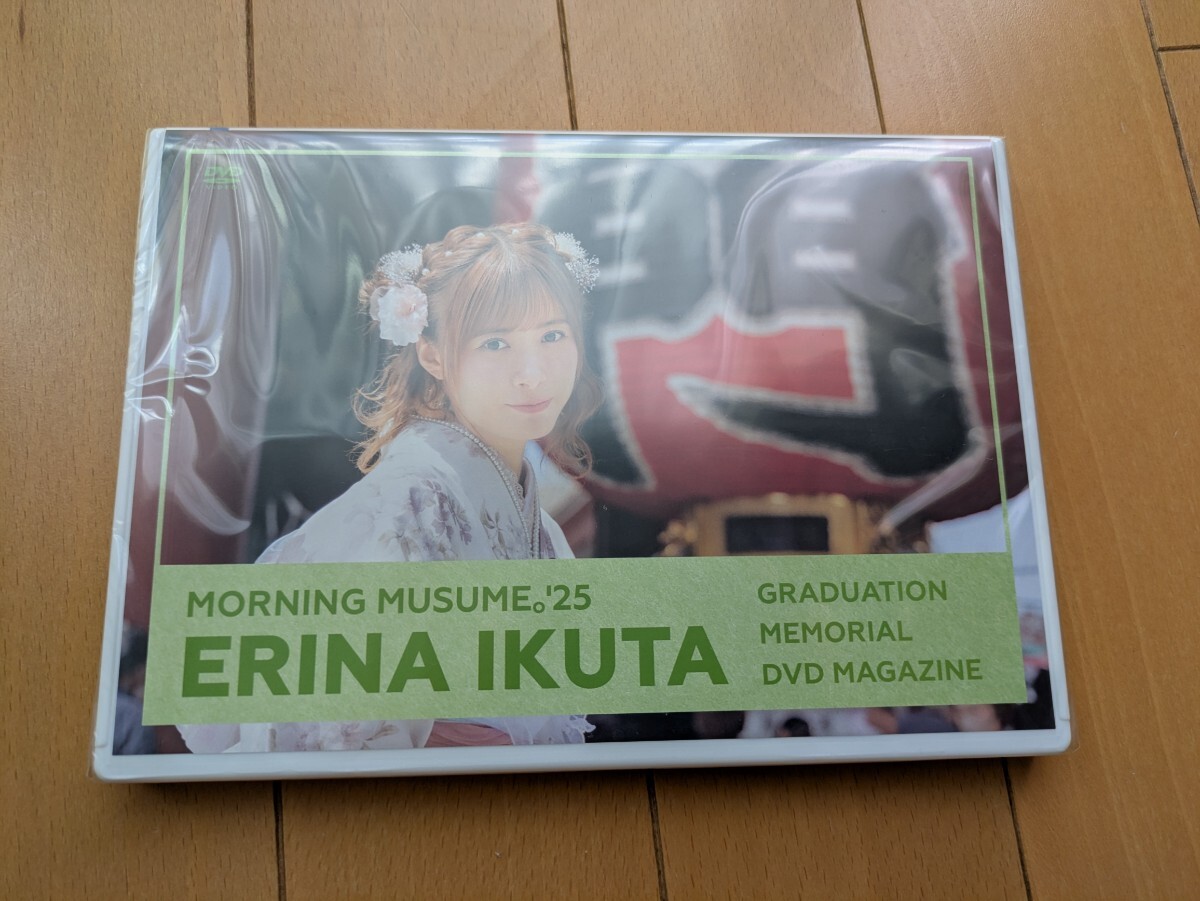 DVD
MORNING MUSUME。'25
ERINA IKUTA
GRADUATION
MEMORIAL
DVD MAGAZINE